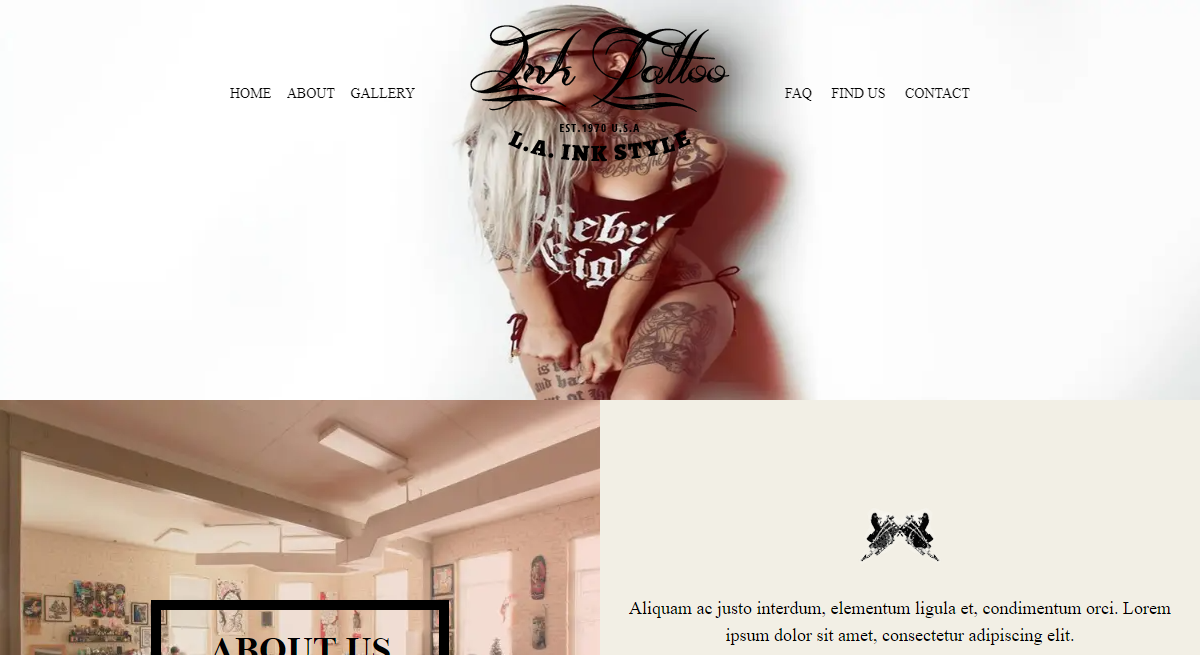 Ink Tattoo
HOME ABOUT GALLERY
FAQ FIND US CONTACT
EST.1970 U.S.A
L.A. INK STYLE
Rebel
ABOUT US
Aliquam ac justo interdum, elementum ligula et, condimentum orci. Lorem
ipsum dolor sit amet, consectetur adipiscing elit.